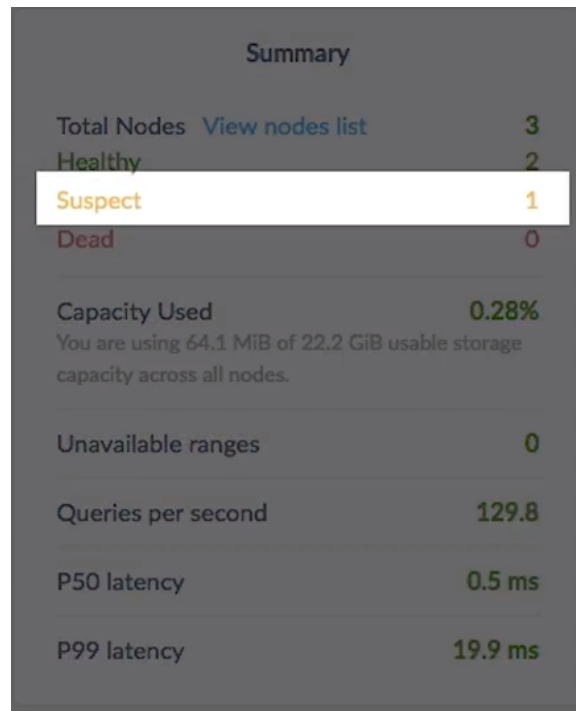 Summary
Total Nodes View nodes list 3
Healthy 2
Suspect 1
Dead 0
Capacity Used 0.28%
You are using 64.1 MiB of 22.2 GiB usable storage
capacity across all nodes.
Unavailable ranges 0
Queries per second 129.8
P50 latency 0.5 ms
P99 latency 19.9 ms